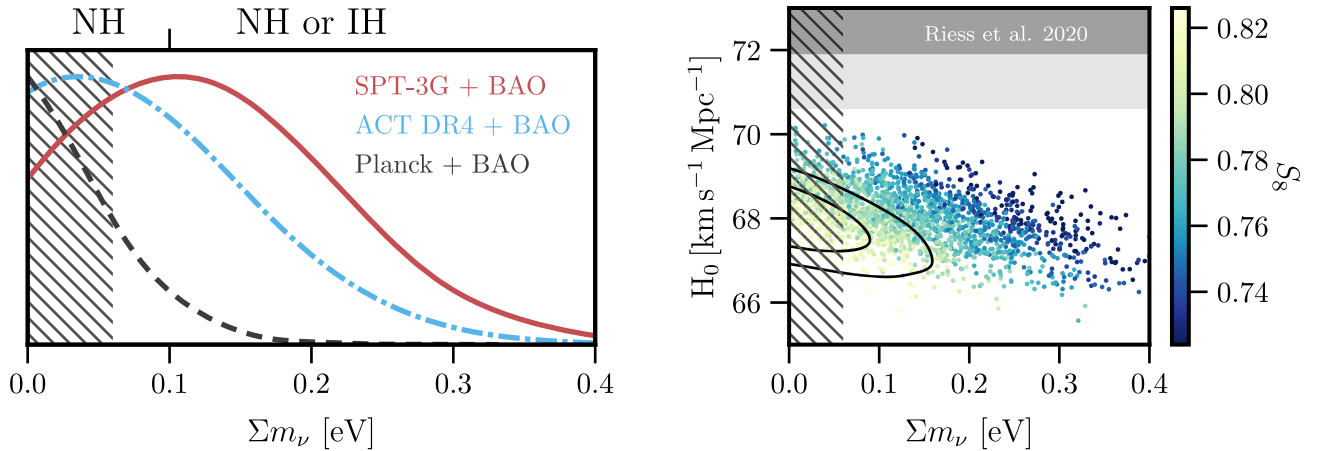 NH
NH or IH
SPT-3G + BAO
ACT DR4 + BAO
Planck + BAO
0.0 0.1 0.2 0.3 0.4
Σm_ν [eV]
Riess et al. 2020
72
70
68
66
H₀ [km s⁻¹ Mpc⁻¹]
0.0 0.1 0.2 0.3 0.4
Σm_ν [eV]
0.82
0.80
0.78
0.76
0.74
S₈